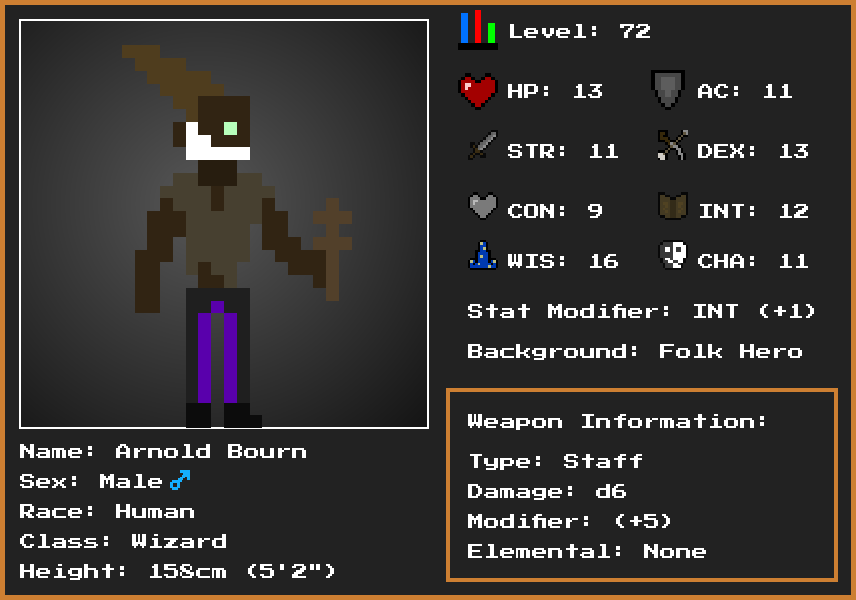 Level: 72
HP: 13 AC: 11
STR: 11 DEX: 13
CON: 9 INT: 12
WIS: 16 CHA: 11
Stat Modifier: INT (+1)
Background: Folk Hero
Weapon Information:
Type: Staff
Damage: d6
Modifier: (+5)
Elemental: None
Name: Arnold Bourn
Sex: Male ♂
Race: Human
Class: Wizard
Height: 158cm (5'2")